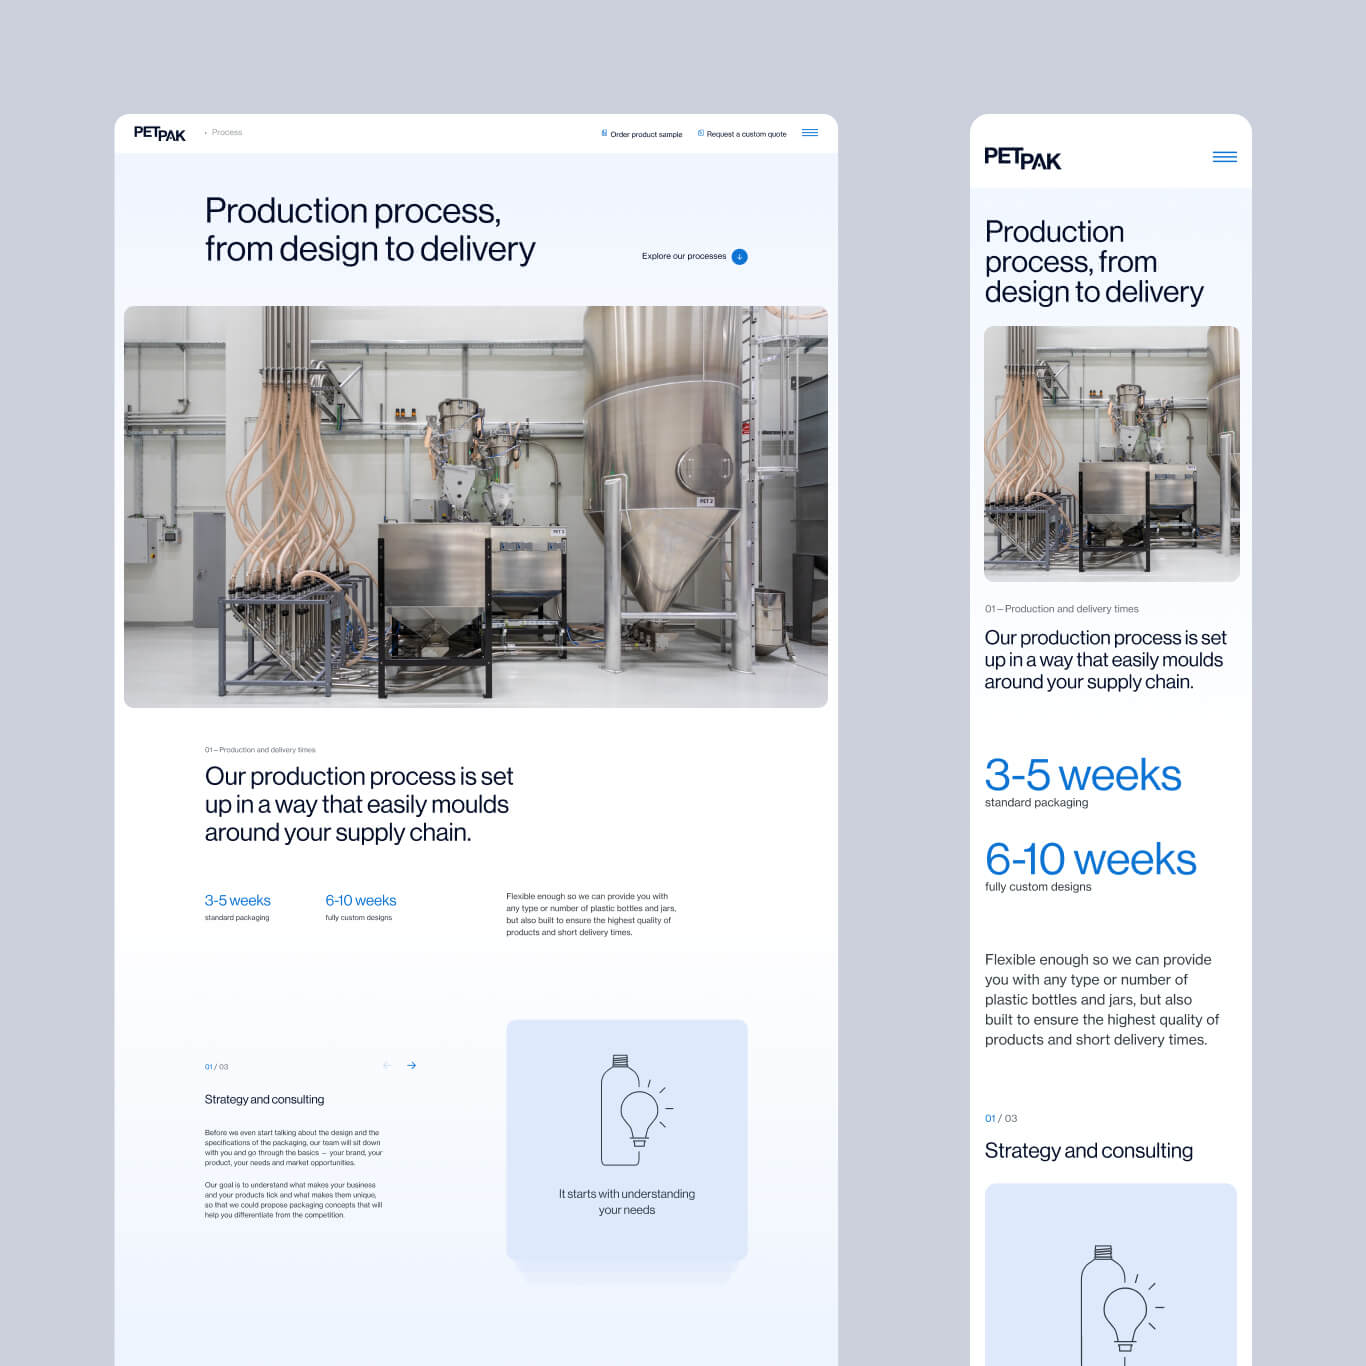 PETPAK
Process
Order product sample
Request a custom quote
Production process,
from design to delivery
Explore our processes
PET 2
PET 3
01—Production and delivery times
Our production process is set
up in a way that easily moulds
around your supply chain.
3-5 weeks
standard packaging
6-10 weeks
fully custom designs
Flexible enough so we can provide you with
any type or number of plastic bottles and jars,
but also built to ensure the highest quality of
products and short delivery times.
01 / 03
Strategy and consulting
Before we even start talking about the design and the
specifications of the packaging, our team will sit down
with you and go through the basics — your brand, your
product, your needs and market opportunities.
Our goal is to understand what makes your business
and your products tick and what makes them unique,
so that we could propose packaging concepts that will
help you differentiate from the competition.
It starts with understanding
your needs
PETPAK
Production
process, from
design to delivery
01—Production and delivery times
Our production process is set
up in a way that easily moulds
around your supply chain.
3-5 weeks
standard packaging
6-10 weeks
fully custom designs
Flexible enough so we can provide
you with any type or number of
plastic bottles and jars, but also
built to ensure the highest quality of
products and short delivery times.
01 / 03
Strategy and consulting